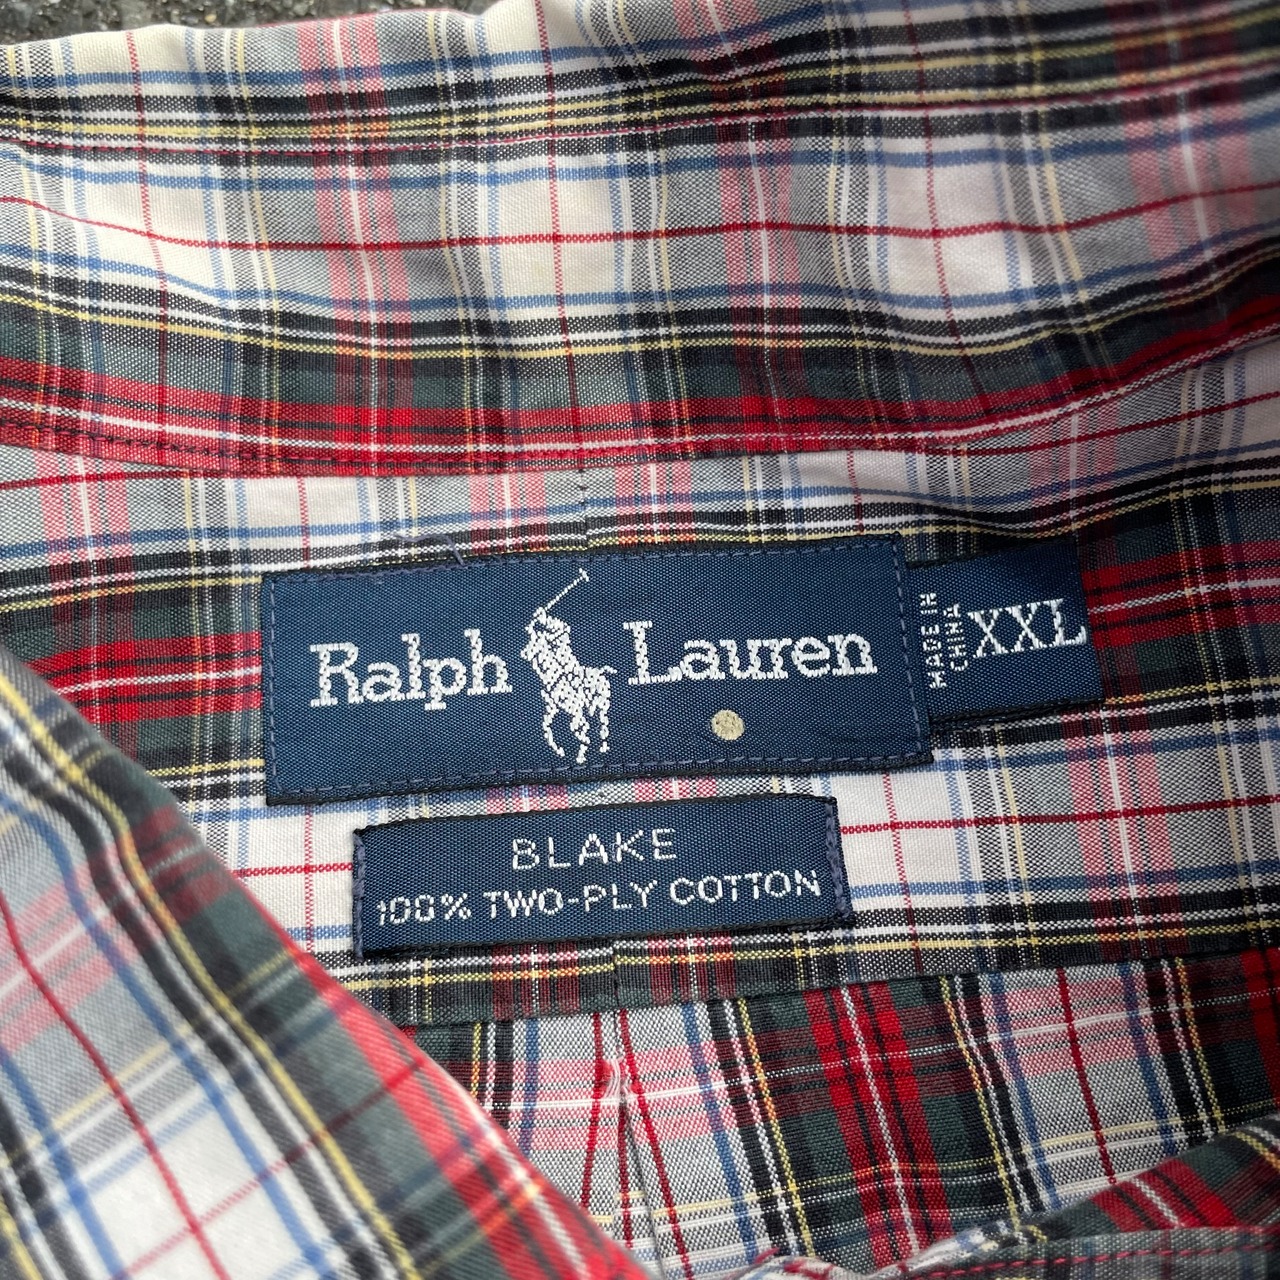 Ralph Lauren
MADE IN
CHINA
XXL
BLAKE
100% TWO-PLY COTTON